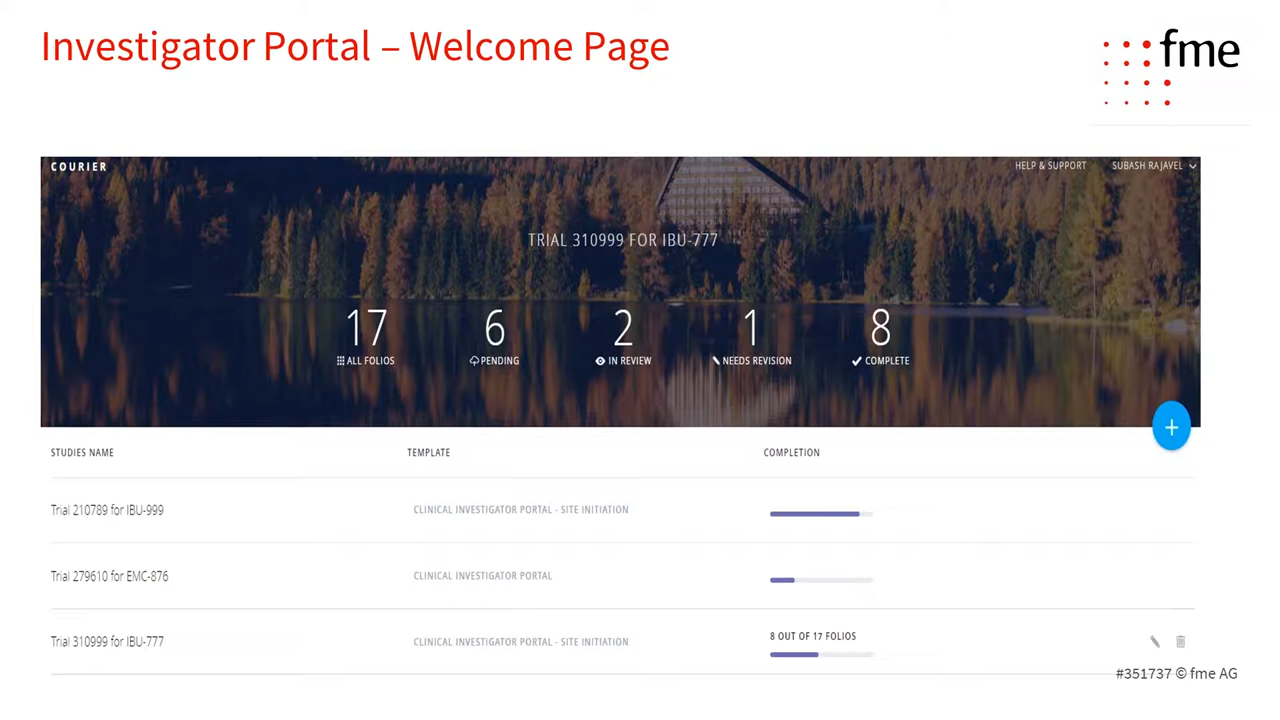 Investigator Portal – Welcome Page
fme
COURIER
HELP & SUPPORT
SUBASH RAJAVEL
TRIAL 310999 FOR IBU-777
17
6
2
1
8
ALL FOLIOS
PENDING
IN REVIEW
NEEDS REVISION
COMPLETE
+
STUDIES NAME
TEMPLATE
COMPLETION
Trial 210789 for IBU-999
CLINICAL INVESTIGATOR PORTAL - SITE INITIATION
Trial 279610 for EMC-876
CLINICAL INVESTIGATOR PORTAL
Trial 310999 for IBU-777
CLINICAL INVESTIGATOR PORTAL - SITE INITIATION
8 OUT OF 17 FOLIOS
#351737 © fme AG